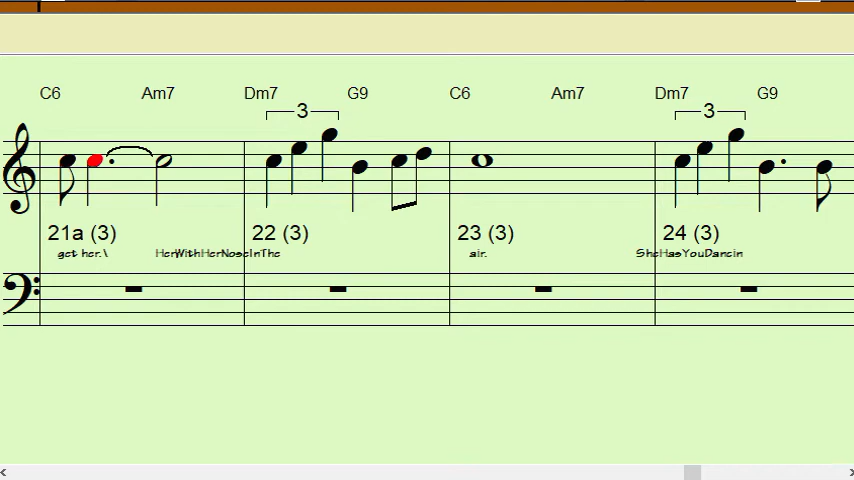 C6 Am7 Dm7 G9 C6 Am7 Dm7 G9
3 3
21a (3) 22 (3) 23 (3) 24 (3)
get her.\ HerWithHerNoseInThe air. SheHasYouDancin